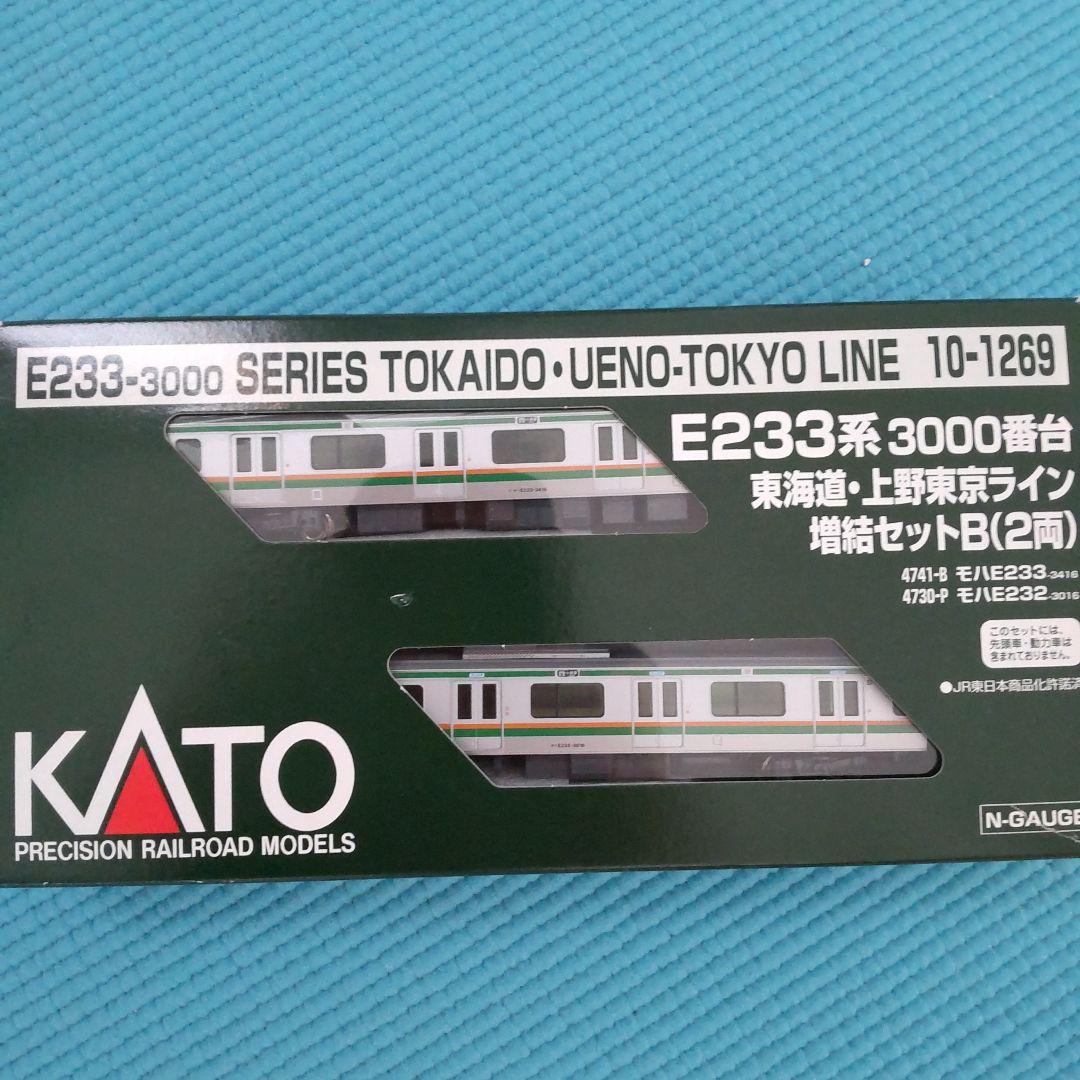 E233-3000 SERIES TOKAIDO・UENO-TOKYO LINE 10-1269
E233系 3000番台
東海道・上野東京ライン
増結セットB(2両)
4741-B モハE233-3416
4730-P モハE232-3016
このセットには、
先頭車・動力車は
含まれておりません。
●JR東日本商品化許諾済
KATO
PRECISION RAILROAD MODELS
N-GAUGE